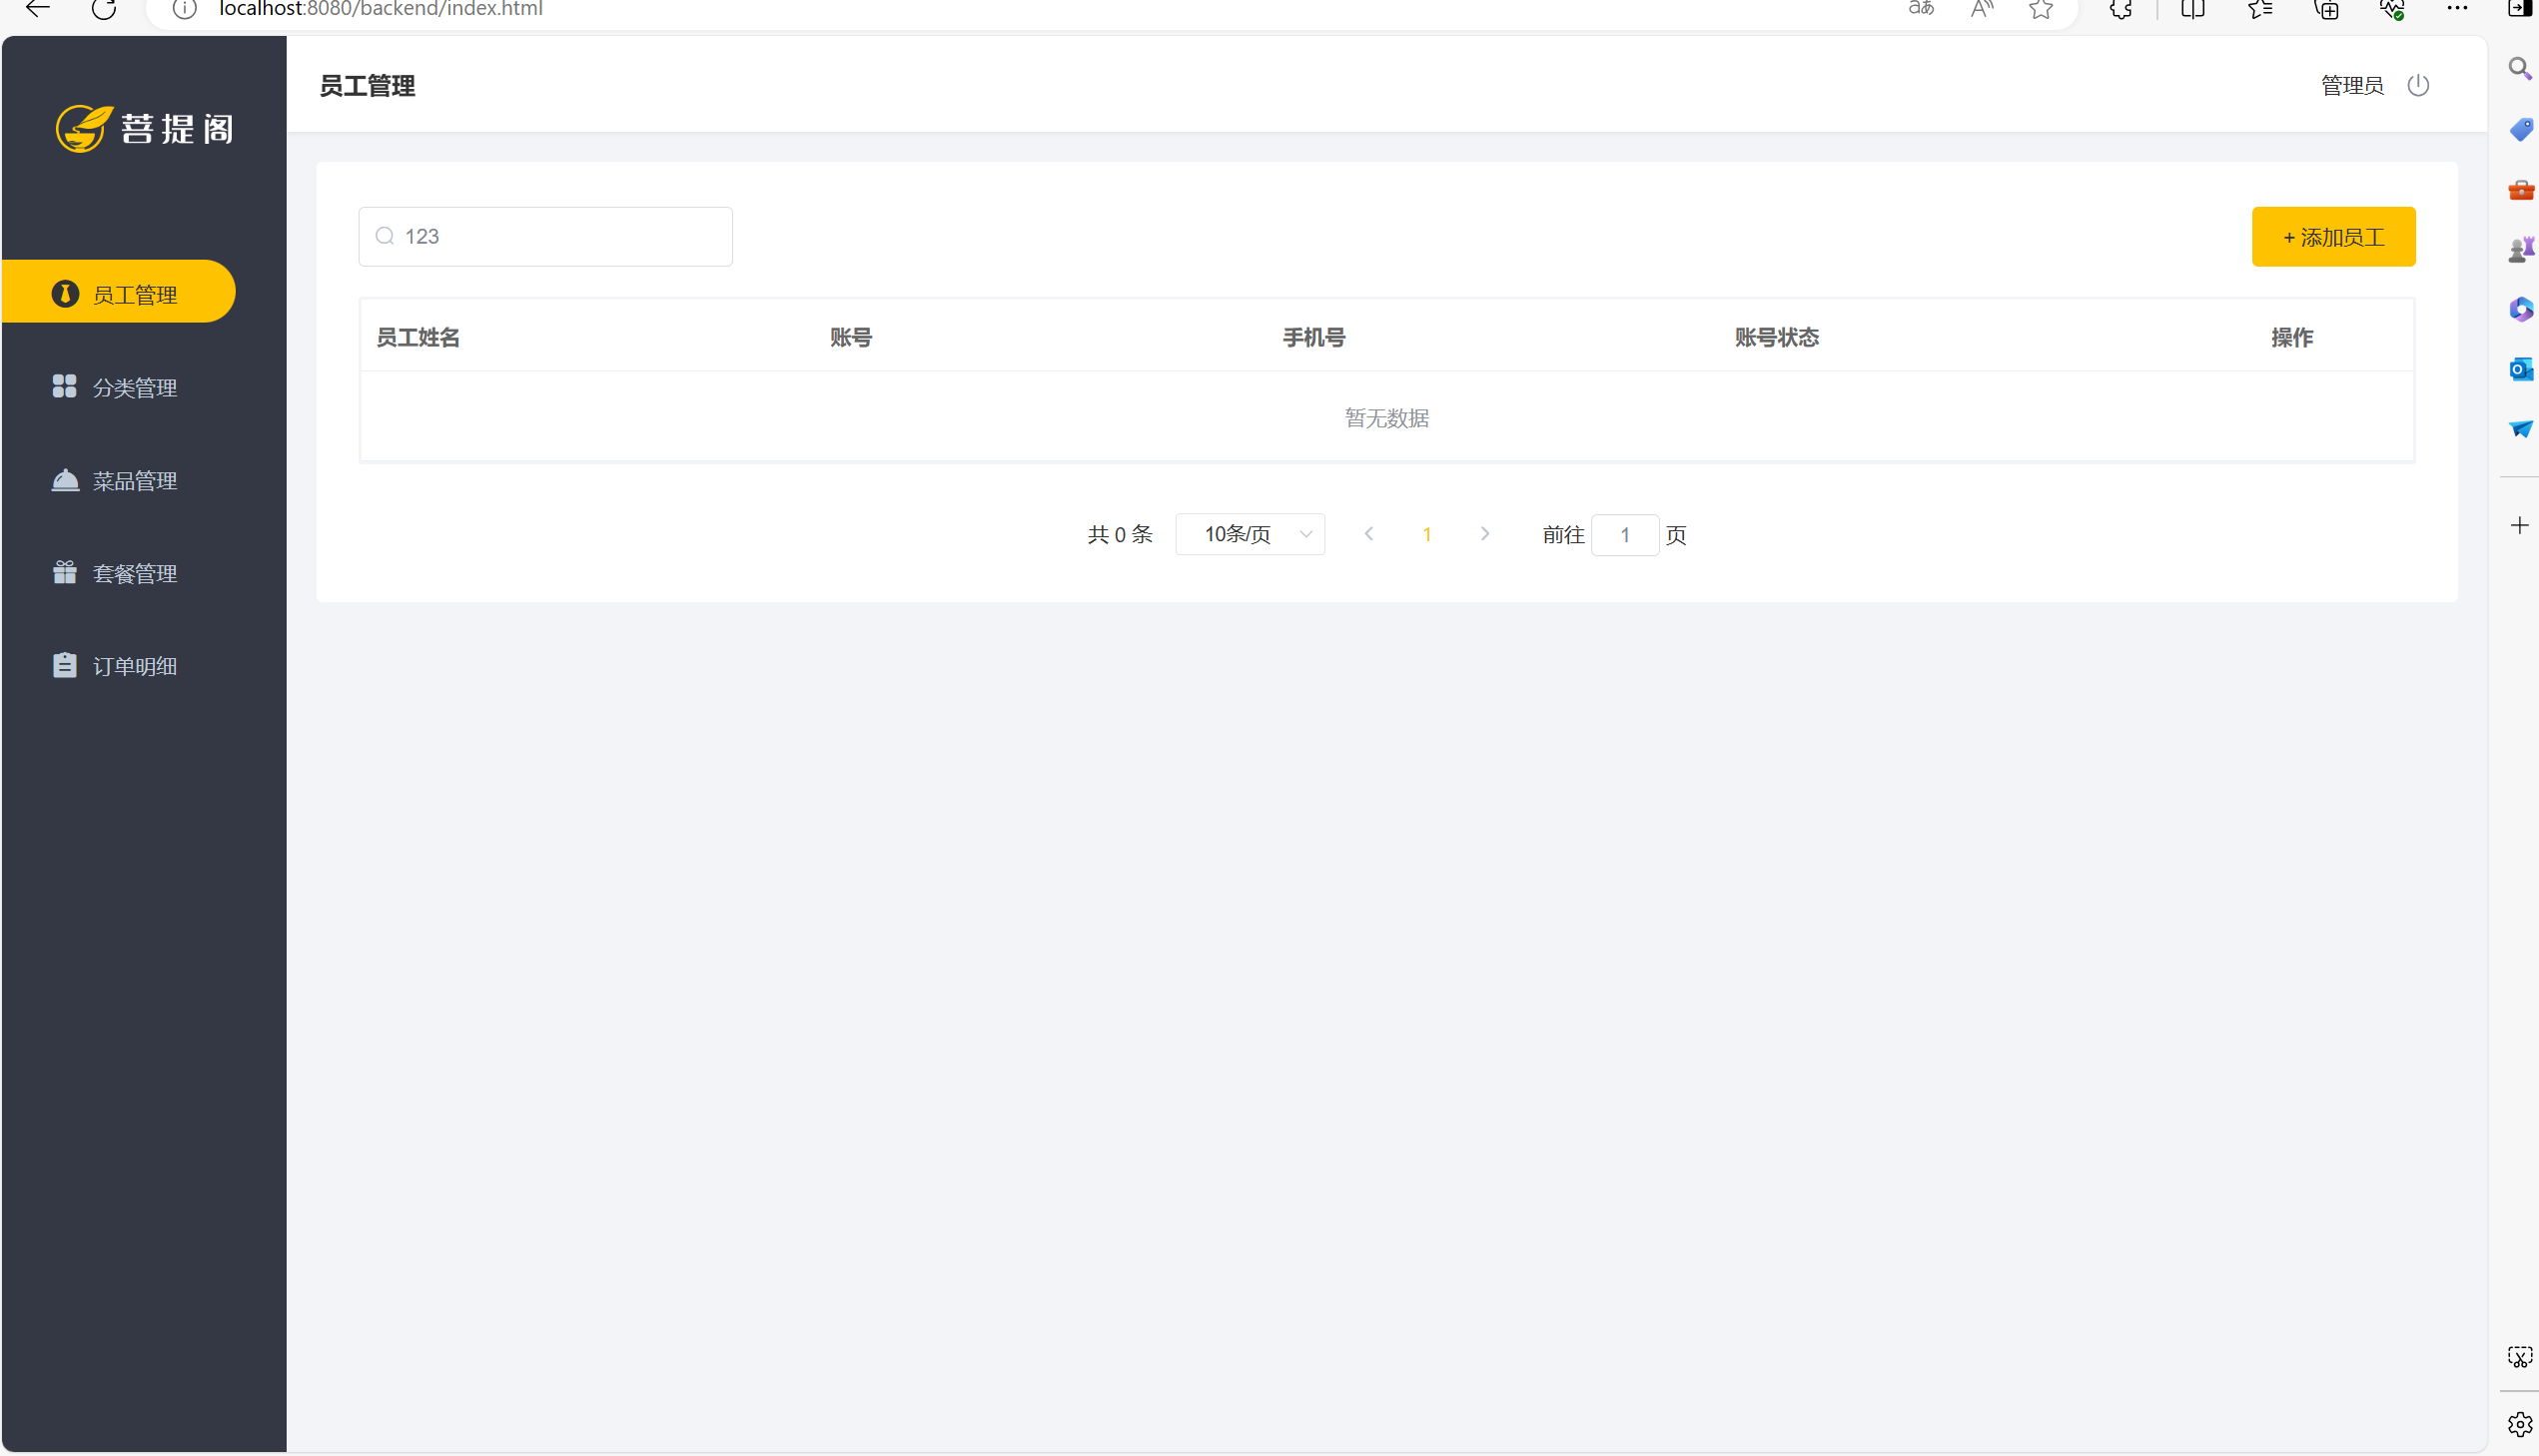 localhost:8080/backend/index.html
菩提阁
员工管理
管理员
员工管理
分类管理
菜品管理
套餐管理
订单明细
123
+ 添加员工
员工姓名 账号 手机号 账号状态 操作
暂无数据
共 0 条 10条/页 1 前往 1 页